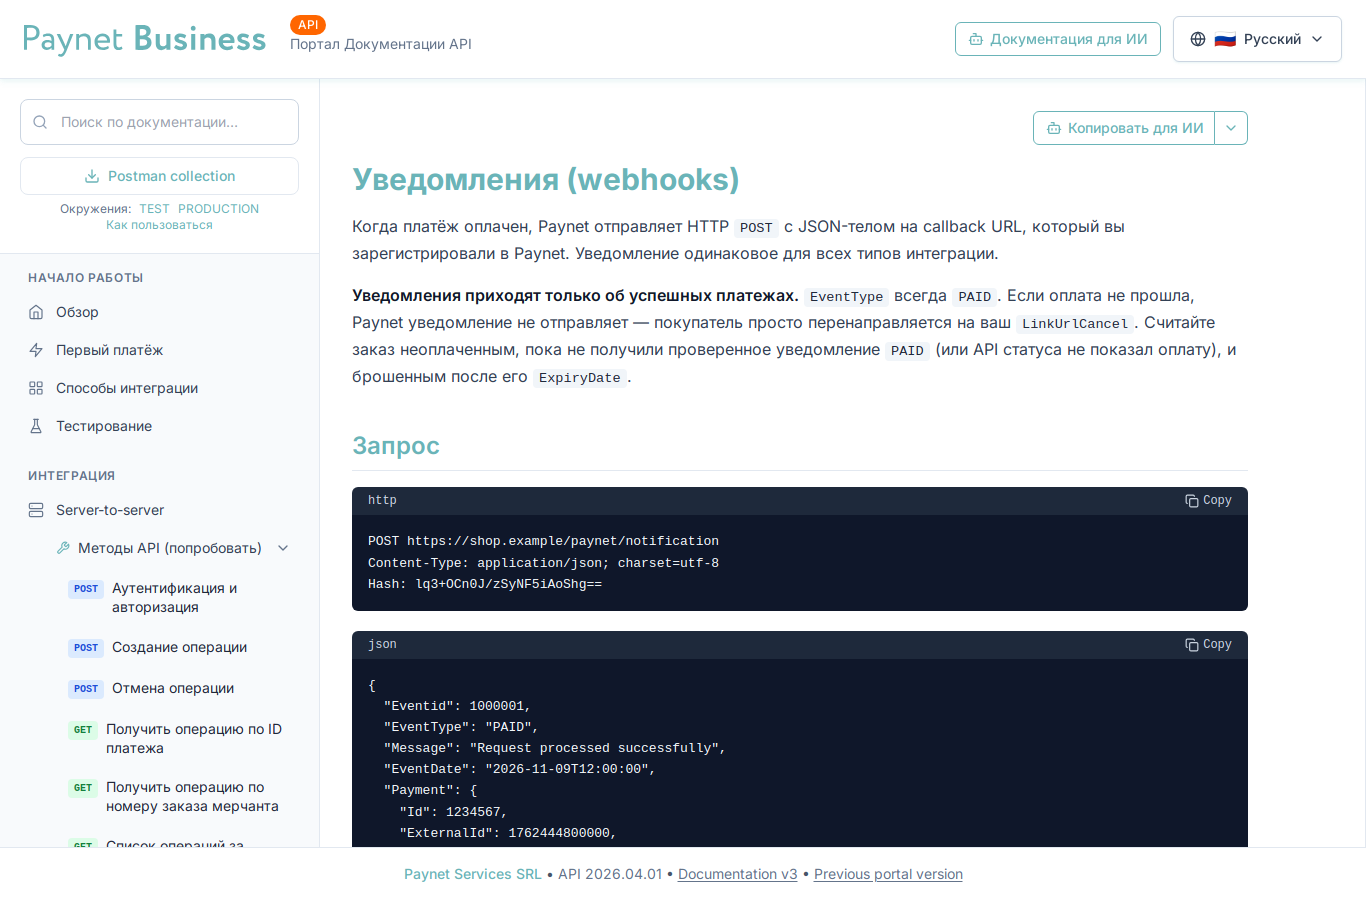 Paynet Business
API
Портал Документации API
Документация для ИИ
Русский
Поиск по документации...
Postman collection
Окружения: TEST PRODUCTION
Как пользоваться
НАЧАЛО РАБОТЫ
Обзор
Первый платёж
Способы интеграции
Тестирование
ИНТЕГРАЦИЯ
Server-to-server
Методы API (попробовать)
POST Аутентификация и
авторизация
POST Создание операции
POST Отмена операции
GET Получить операцию по ID
платежа
GET Получить операцию по
номеру заказа мерчанта
GET Список операций за
Копировать для ИИ
Уведомления (webhooks)
Когда платёж оплачен, Paynet отправляет HTTP POST с JSON-телом на callback URL, который вы
зарегистрировали в Paynet. Уведомление одинаковое для всех типов интеграции.
Уведомления приходят только об успешных платежах. EventType всегда PAID. Если оплата не прошла,
Paynet уведомление не отправляет — покупатель просто перенаправляется на ваш LinkUrlCancel. Считайте
заказ неоплаченным, пока не получили проверенное уведомление PAID (или API статуса не показал оплату), и
брошенным после его ExpiryDate.
Запрос
http
Copy
POST https://shop.example/paynet/notification
Content-Type: application/json; charset=utf-8
Hash: lq3+OCn0J/zSyNF5iAoShg==
json
Copy
{
"Eventid": 1000001,
"EventType": "PAID",
"Message": "Request processed successfully",
"EventDate": "2026-11-09T12:00:00",
"Payment": {
"Id": 1234567,
"ExternalId": 1762444800000,
Paynet Services SRL • API 2026.04.01 • Documentation v3 • Previous portal version